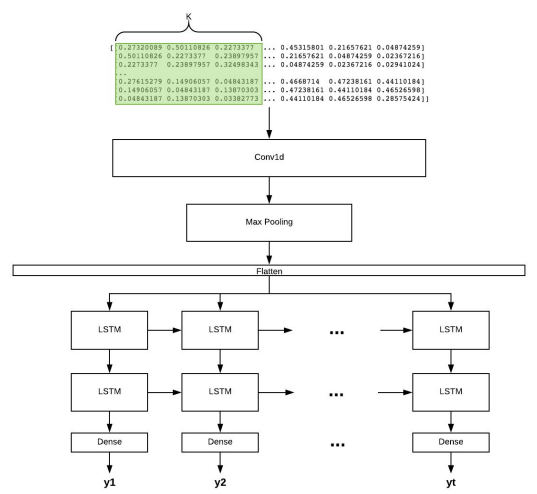 K
[[0.27320089 0.50110826 0.2273377 ... 0.45315801 0.21657621 0.04874259]
[0.50110826 0.2273377 0.23897957 ... 0.21657621 0.04874259 0.02367216]
[0.2273377 0.23897957 0.32498343 ... 0.04874259 0.02367216 0.02941024]
...
[0.27615279 0.14906057 0.04843187 ... 0.4668714 0.47238161 0.44110184]
[0.14906057 0.04843187 0.13870303 ... 0.47238161 0.44110184 0.46526598]
[0.04843187 0.13870303 0.03382773 ... 0.44110184 0.46526598 0.28575424]]
Conv1d
Max Pooling
Flatten
LSTM LSTM ... LSTM
LSTM LSTM ... LSTM
Dense Dense ... Dense
y1 y2 yt